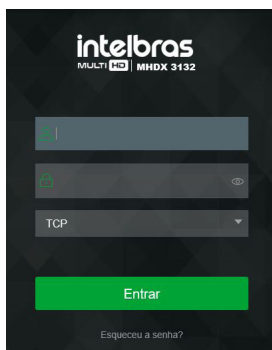 intelbras
MULTI HD MHDX 3132
TCP
Entrar
Esqueceu a senha?